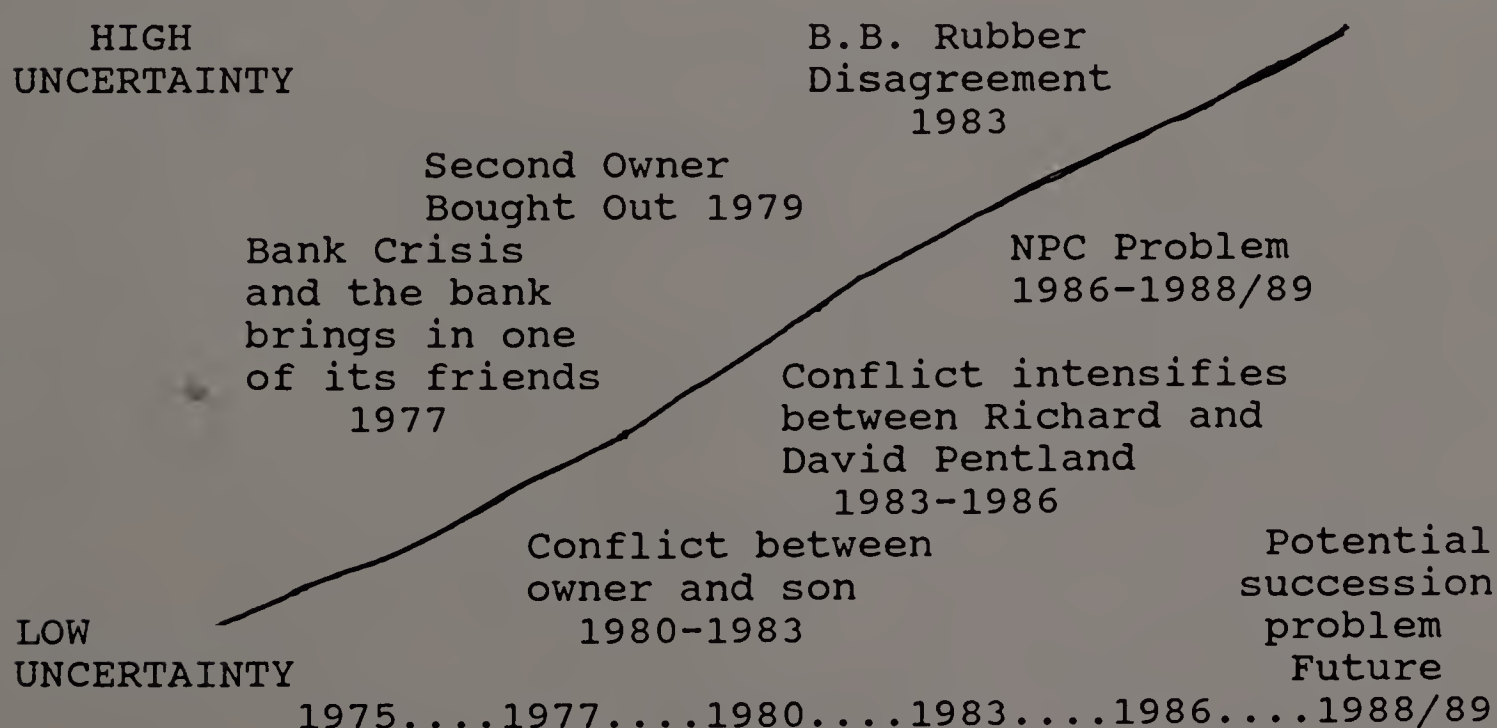 HIGH
UNCERTAINTY
B.B. Rubber
Disagreement
1983
Second Owner
Bought Out 1979
Bank Crisis
and the bank
brings in one
of its friends
1977
NPC Problem
1986-1988/89
Conflict intensifies
between Richard and
David Pentland
1983-1986
Conflict between
owner and son
1980-1983
Potential
succession
problem
Future
LOW
UNCERTAINTY
1975....1977....1980....1983....1986....1988/89